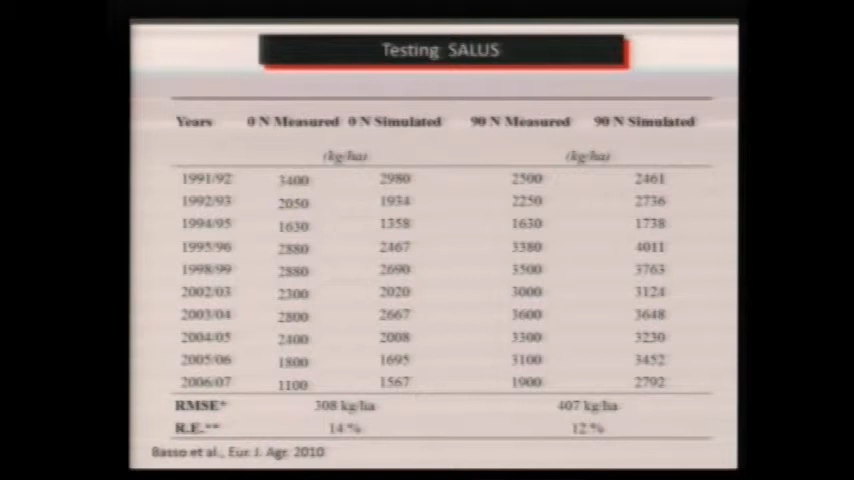 Testing SALUS
Years 0 N Measured 0 N Simulated 90 N Measured 90 N Simulated
(kg/ha) (kg/ha)
1991/92 3400 2980 2500 2461
1992/93 2050 1934 2250 2736
1994/95 1630 1358 1630 1738
1995/96 2880 2467 3380 4011
1998/99 2880 2690 3500 3763
2002/03 2300 2020 3000 3124
2003/04 2800 2667 3600 3648
2004/05 2400 2008 3300 3230
2005/06 1800 1695 3100 3452
2006/07 1100 1567 1900 2792
RMSE* 308 kg/ha 407 kg/ha
R.E.** 14 % 12 %
Basso et al., Eur. J. Agr. 2010